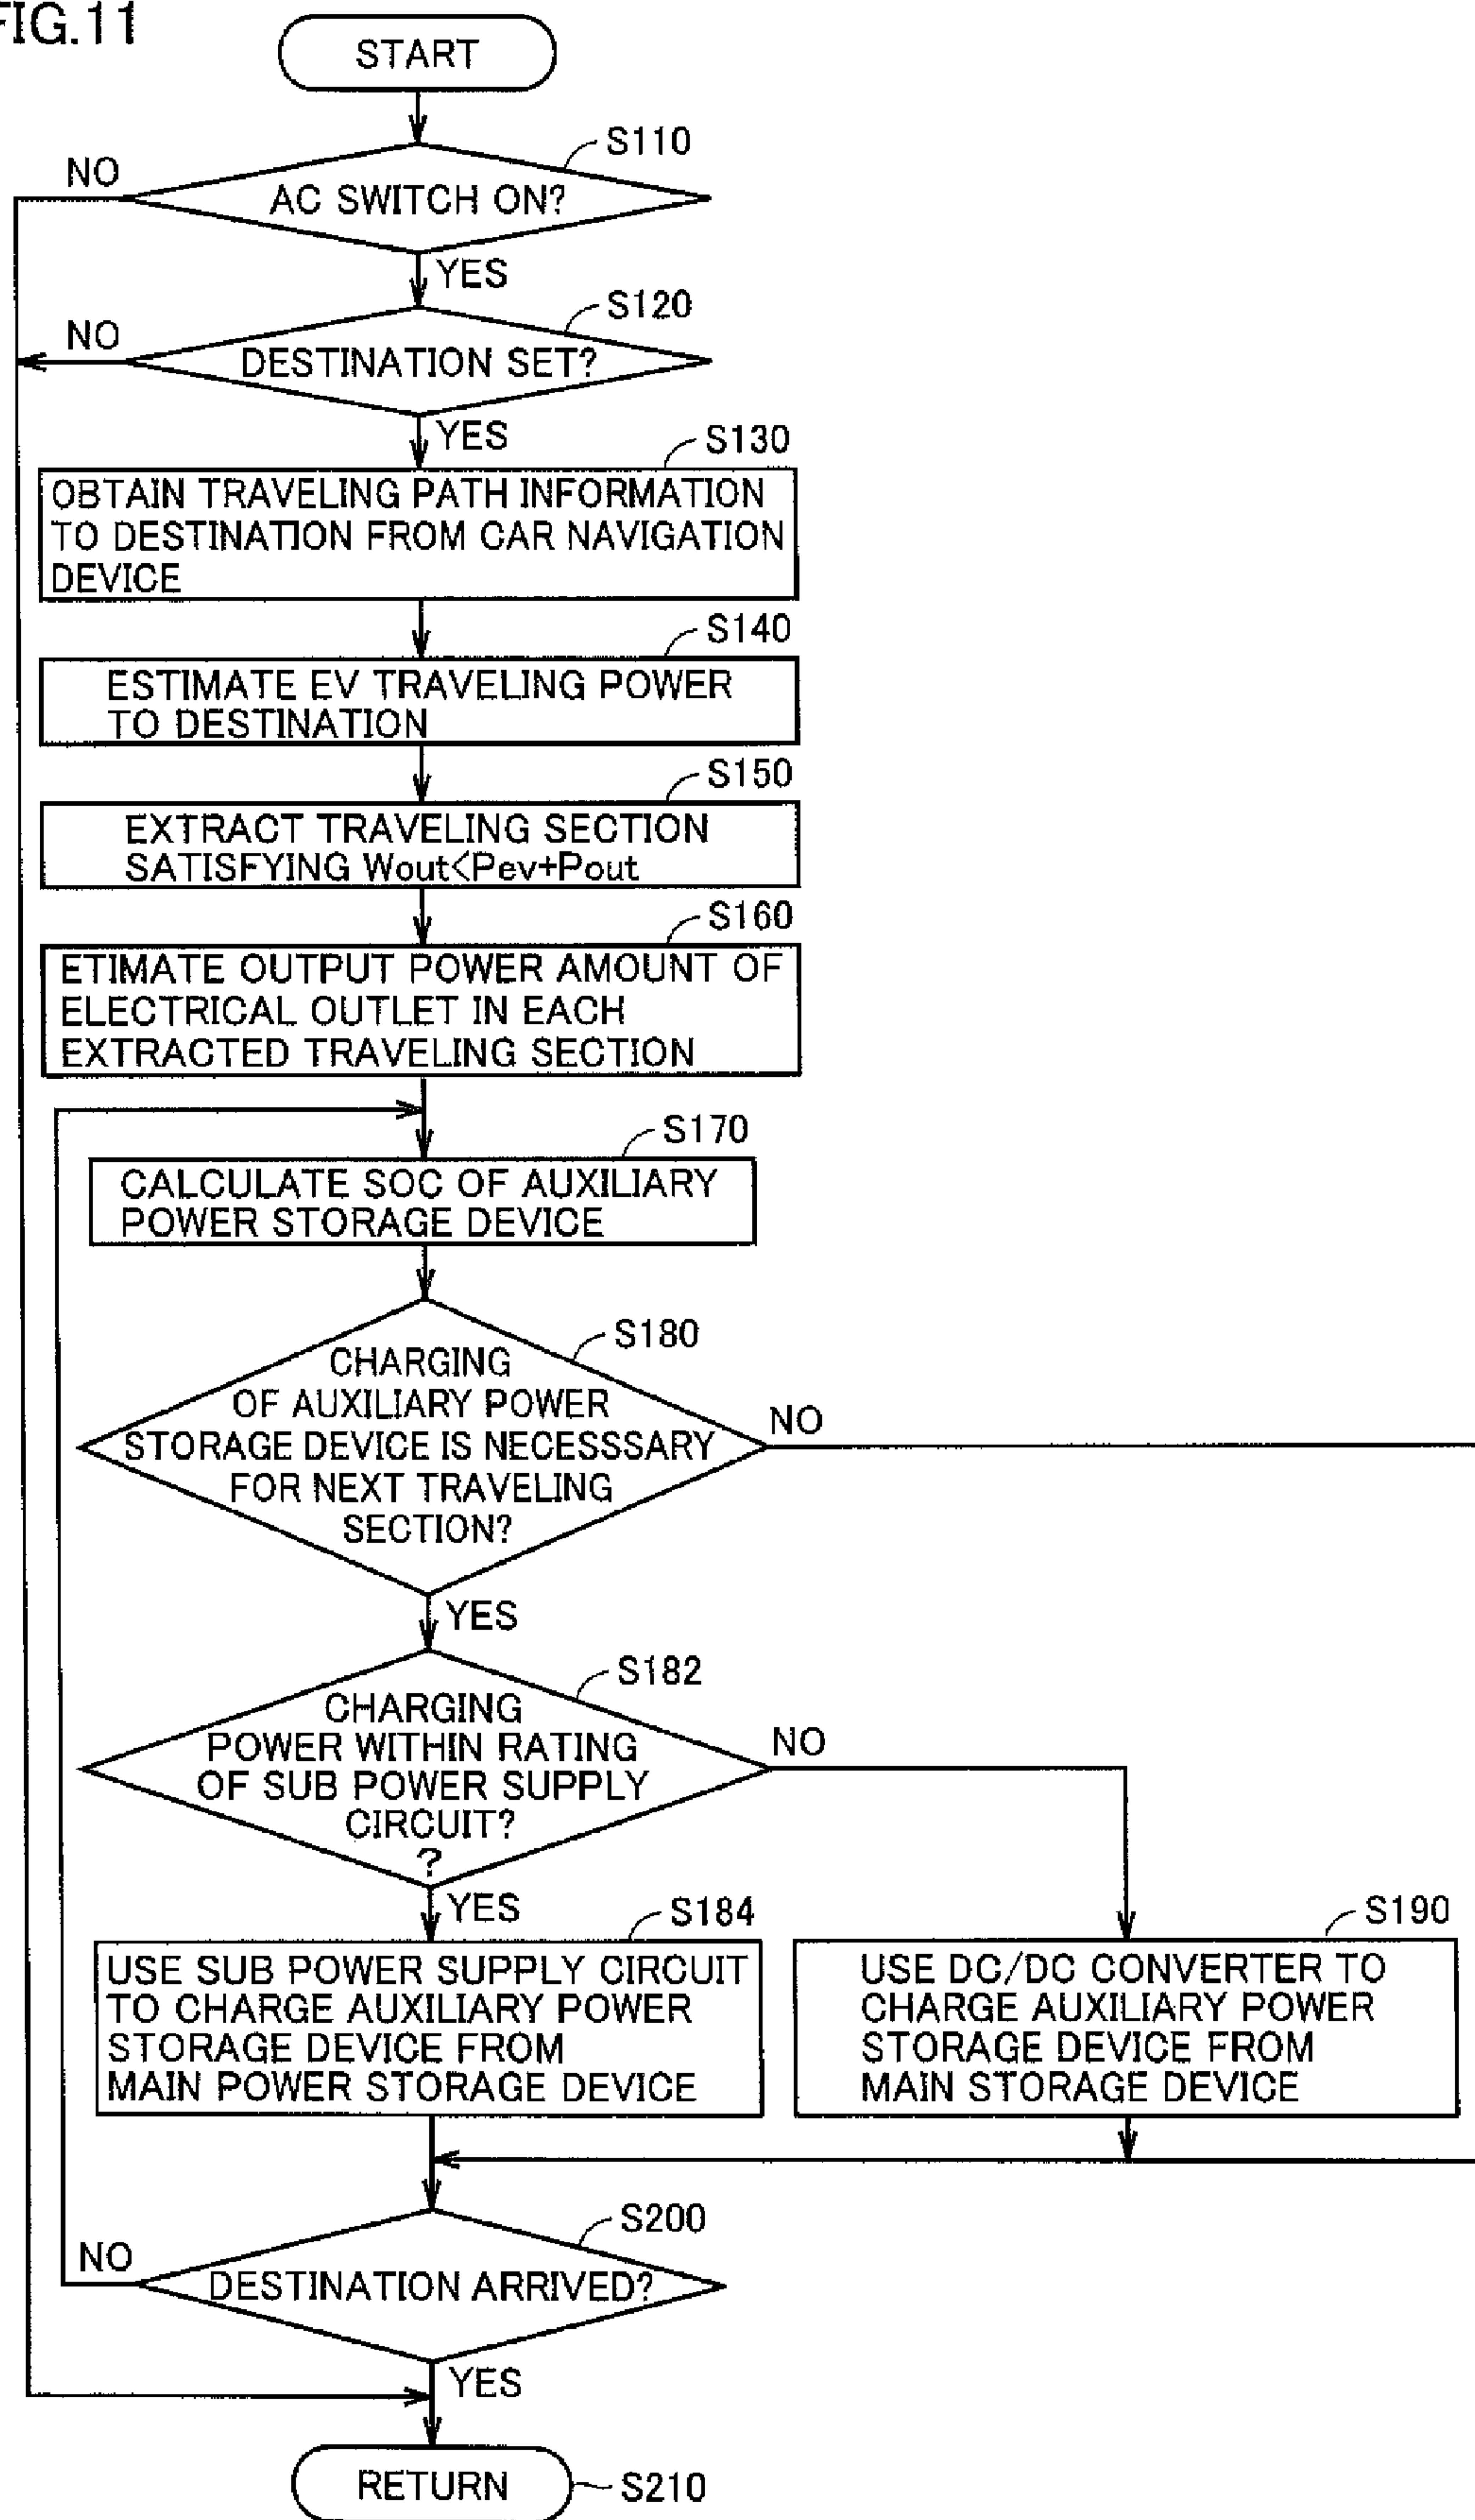 FIG.11
START
S110
NO
AC SWITCH ON?
YES
S120
NO
DESTINATION SET?
YES
S130
OBTAIN TRAVELING PATH INFORMATION
TO DESTINATION FROM CAR NAVIGATION
DEVICE
S140
ESTIMATE EV TRAVELING POWER
TO DESTINATION
S150
EXTRACT TRAVELING SECTION
SATISFYING Wout<Pev+Pout
S160
ETIMATE OUTPUT POWER AMOUNT OF
ELECTRICAL OUTLET IN EACH
EXTRACTED TRAVELING SECTION
S170
CALCULATE SOC OF AUXILIARY
POWER STORAGE DEVICE
S180
CHARGING
OF AUXILIARY POWER
STORAGE DEVICE IS NECESSSARY
FOR NEXT TRAVELING
SECTION?
NO
YES
S182
CHARGING
POWER WITHIN RATING
OF SUB POWER SUPPLY
CIRCUIT?
?
NO
YES
S184
USE SUB POWER SUPPLY CIRCUIT
TO CHARGE AUXILIARY POWER
STORAGE DEVICE FROM
MAIN POWER STORAGE DEVICE
S190
USE DC/DC CONVERTER TO
CHARGE AUXILIARY POWER
STORAGE DEVICE FROM
MAIN STORAGE DEVICE
S200
NO
DESTINATION ARRIVED?
YES
RETURN
S210